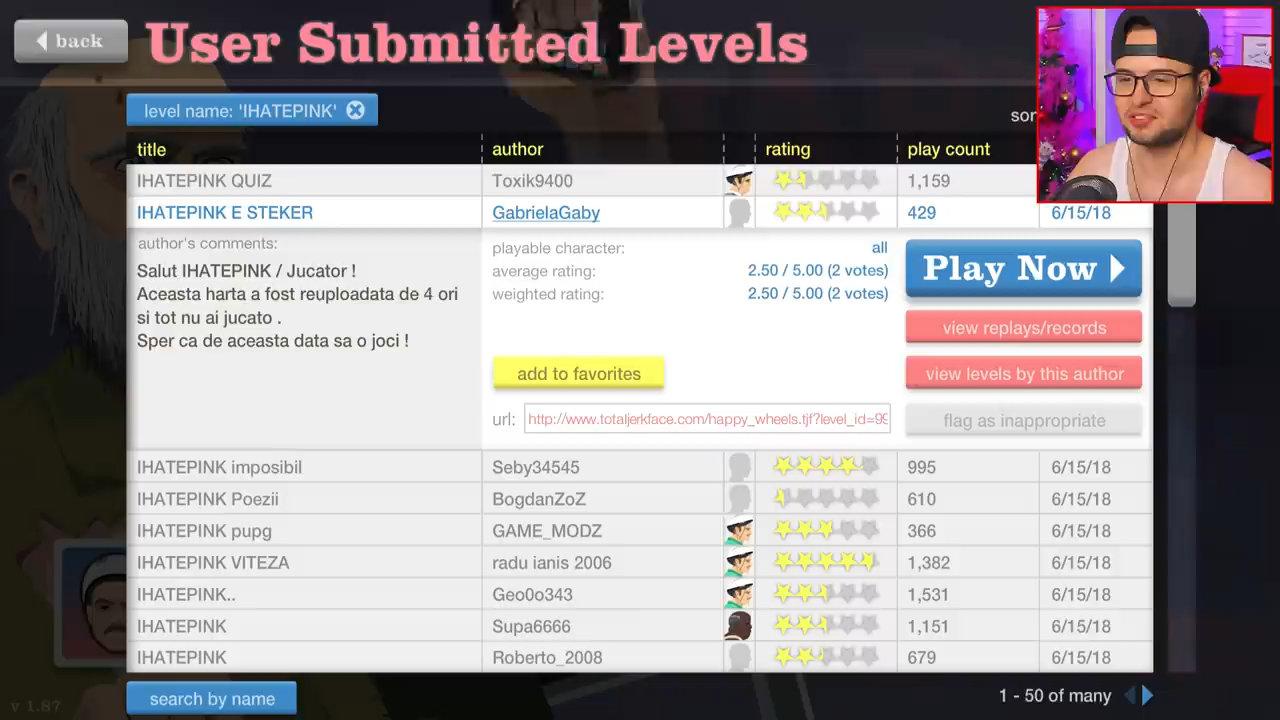 back
User Submitted Levels
level name: 'IHATEPINK'
sor
title author rating play count
IHATEPINK QUIZ Toxik9400 1,159
IHATEPINK E STEKER GabrielaGaby 429 6/15/18
author's comments:
Salut IHATEPINK / Jucator !
Aceasta harta a fost reuploadata de 4 ori
si tot nu ai jucato .
Sper ca de aceasta data sa o joci !
playable character: all
average rating: 2.50 / 5.00 (2 votes)
weighted rating: 2.50 / 5.00 (2 votes)
add to favorites
url: http://www.totaljerkface.com/happy_wheels.tjf?level_id=99
Play Now
view replays/records
view levels by this author
flag as inappropriate
IHATEPINK imposibil Seby34545 995 6/15/18
IHATEPINK Poezii BogdanZoZ 610 6/15/18
IHATEPINK pupg GAME_MODZ 366 6/15/18
IHATEPINK VITEZA radu ianis 2006 1,382 6/15/18
IHATEPINK.. Geo0o343 1,531 6/15/18
IHATEPINK Supa6666 1,151 6/15/18
IHATEPINK Roberto_2008 679 6/15/18
search by name
1 - 50 of many
v 1.87